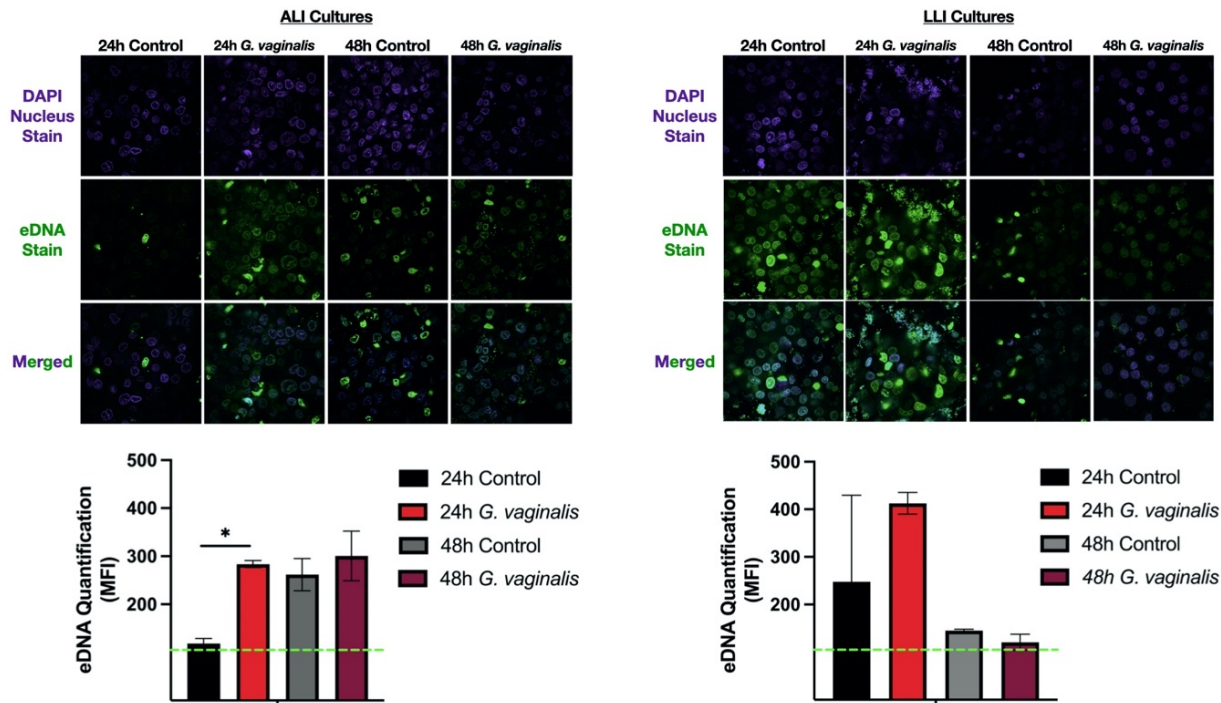 ALI Cultures
24h Control
24h G. vaginalis
48h Control
48h G. vaginalis
DAPI
Nucleus
Stain
eDNA
Stain
Merged
500
400
300
200
eDNA Quantification
(MFI)
*
24h Control
24h G. vaginalis
48h Control
48h G. vaginalis
LLI Cultures
24h Control
24h G. vaginalis
48h Control
48h G. vaginalis
DAPI
Nucleus
Stain
eDNA
Stain
Merged
500
400
300
200
eDNA Quantification
(MFI)
24h Control
24h G. vaginalis
48h Control
48h G. vaginalis